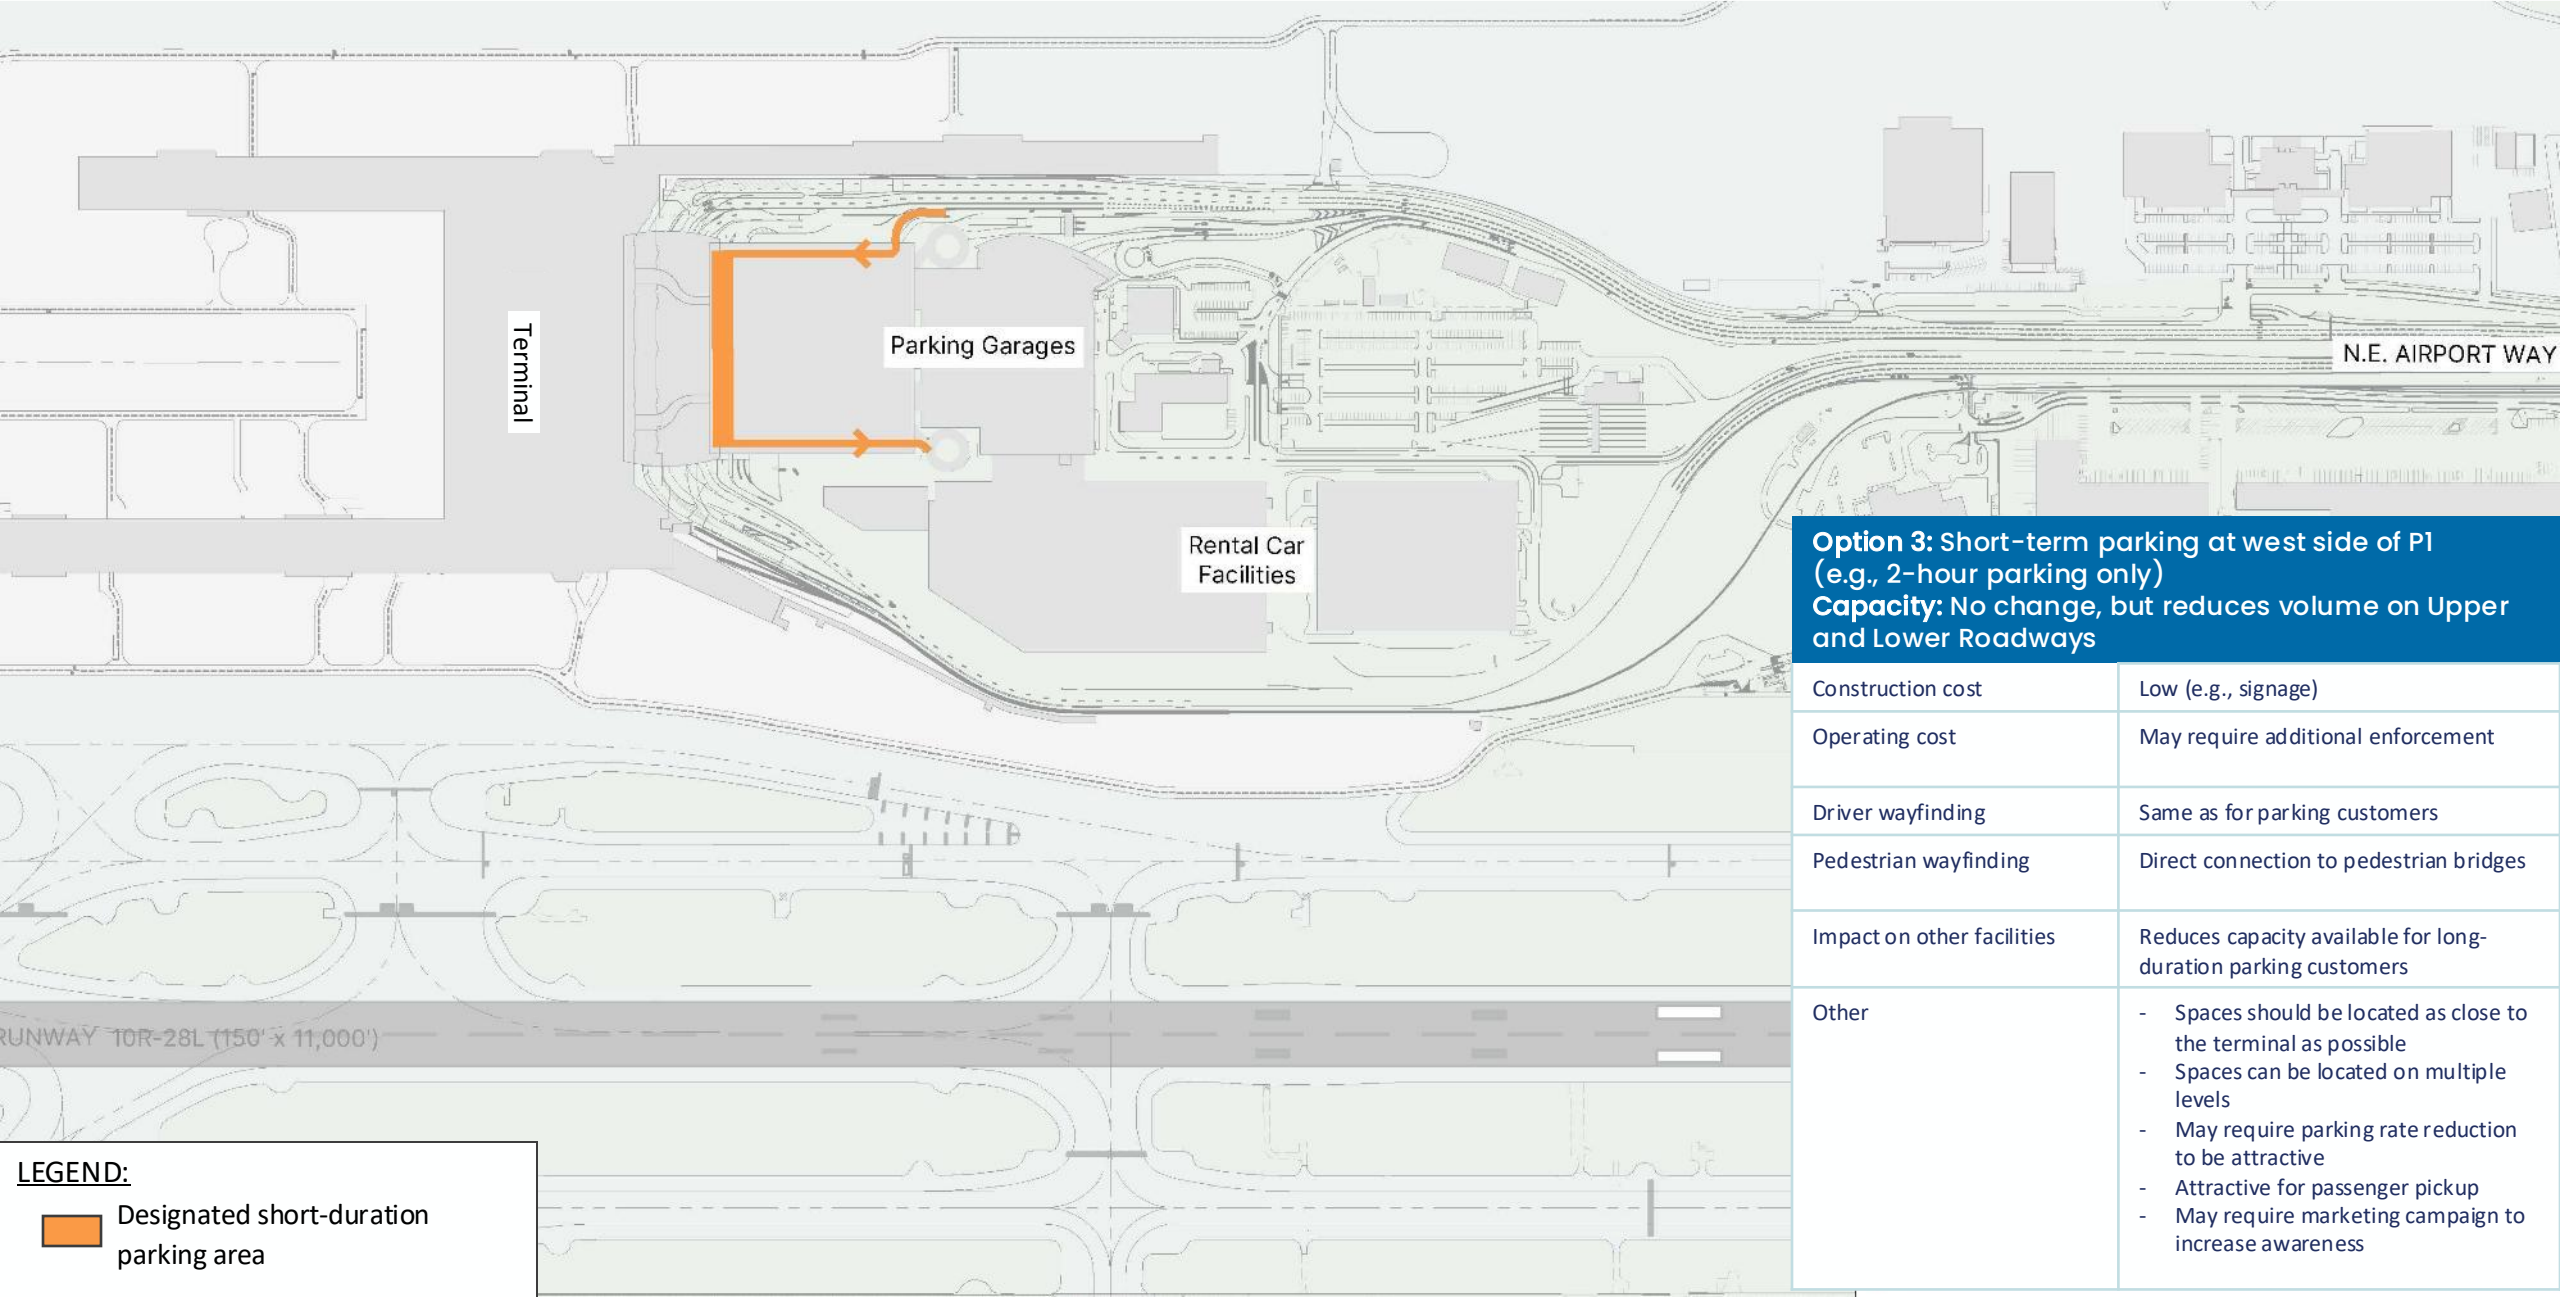 Terminal
Parking Garages
N.E. AIRPORT WAY
Rental Car
Facilities
RUNWAY 10R-28L (150' x 11,000')
LEGEND:
Designated short-duration
parking area
Option 3: Short-term parking at west side of P1
(e.g., 2-hour parking only)
Capacity: No change, but reduces volume on Upper
and Lower Roadways
Construction cost
Low (e.g., signage)
Operating cost
May require additional enforcement
Driver wayfinding
Same as for parking customers
Pedestrian wayfinding
Direct connection to pedestrian bridges
Impact on other facilities
Reduces capacity available for long-
duration parking customers
Other
- Spaces should be located as close to
the terminal as possible
- Spaces can be located on multiple
levels
- May require parking rate reduction
to be attractive
- Attractive for passenger pickup
- May require marketing campaign to
increase awareness